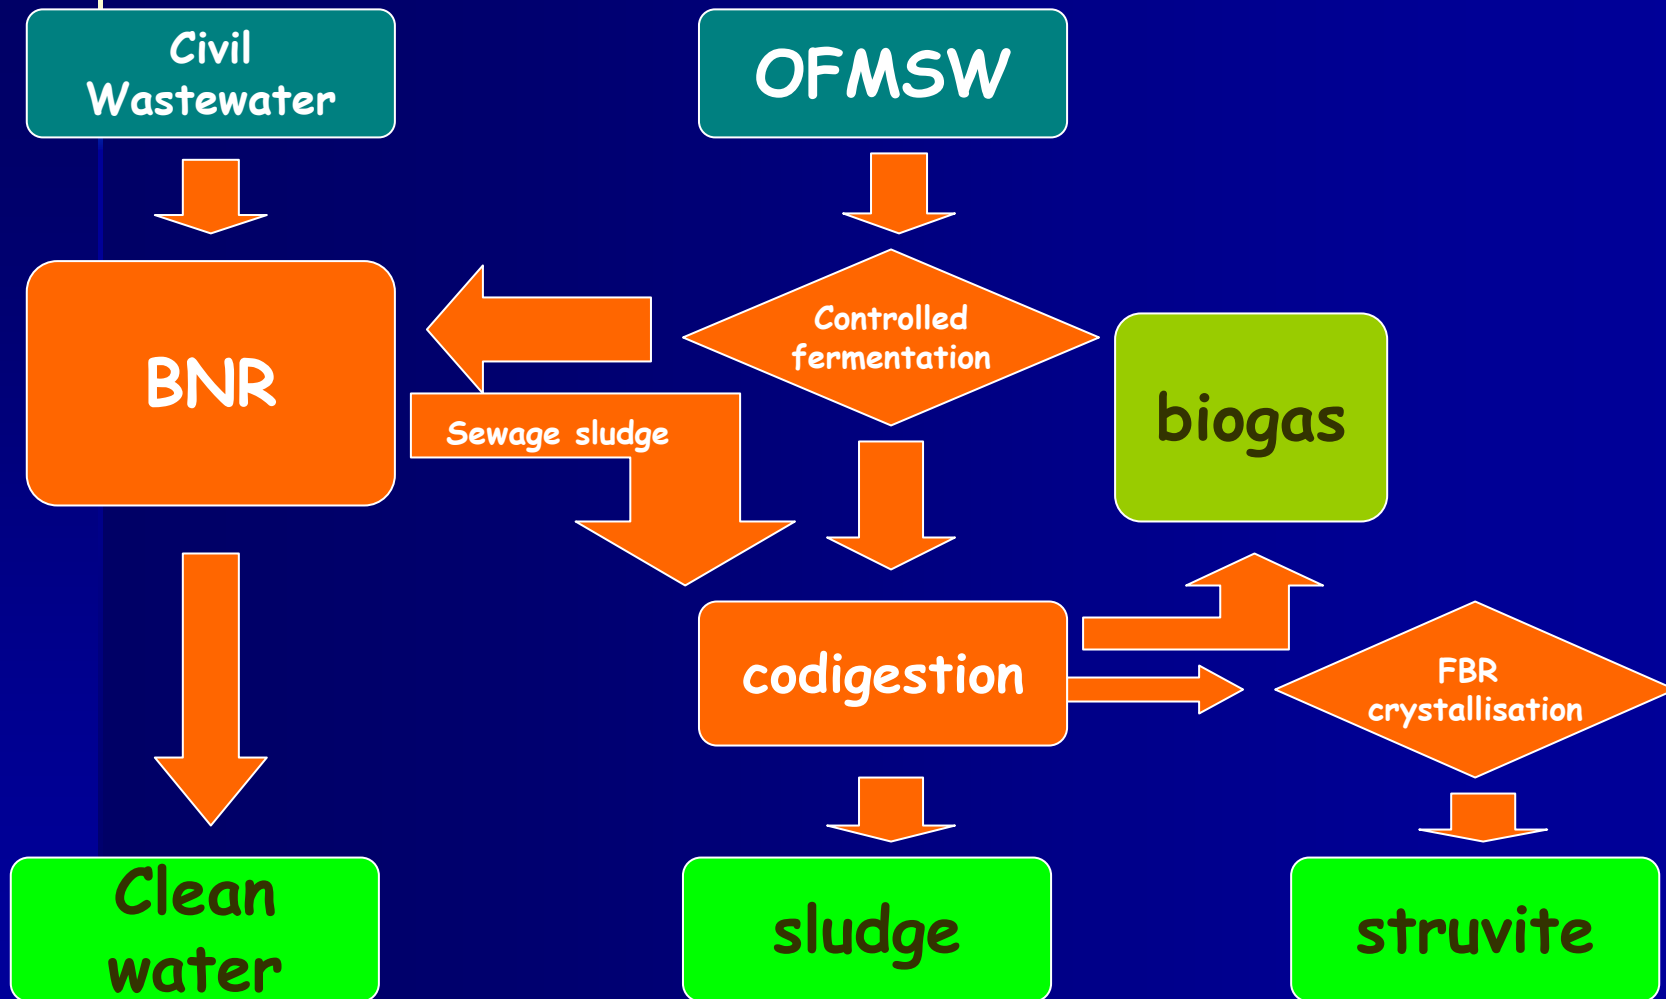 Civil
Wastewater
OFMSW
Controlled
fermentation
BNR
biogas
Sewage sludge
codigestion
FBR
crystallisation
Clean
water
sludge
struvite